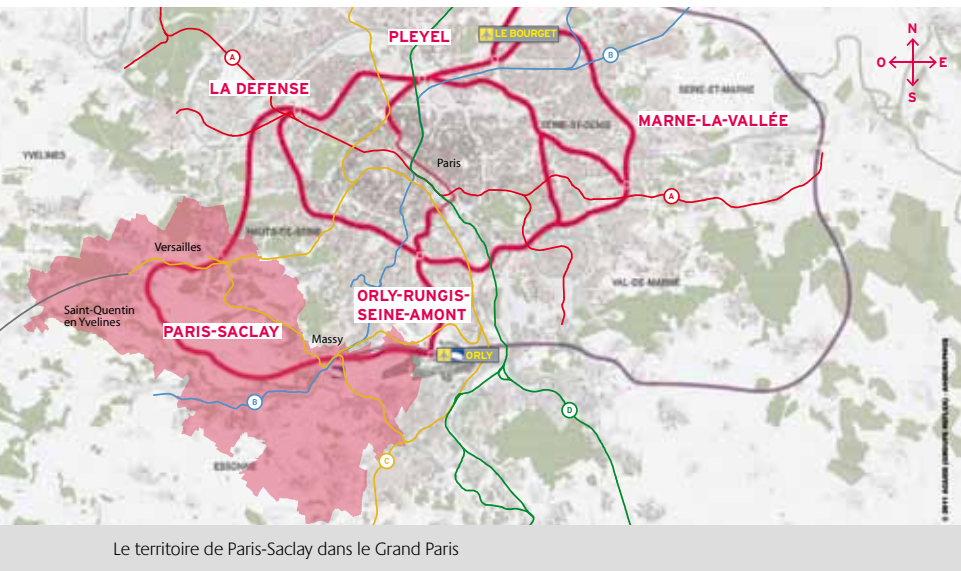 PLEYEL
LE BOURGET
N
O
E
S
A
B
LA DEFENSE
SEINE-ET-MARNE
MARNE-LA-VALLÉE
SEINE-ST-DENIS
YVELINES
Paris
A
HAUTS-DE-SEINE
Versailles
VAL-DE-MARNE
Saint-Quentin
en Yvelines
PARIS-SACLAY
ORLY-RUNGIS-
SEINE-AMONT
Massy
ORLY
B
D
C
ESSONNE
Le territoire de Paris-Saclay dans le Grand Paris